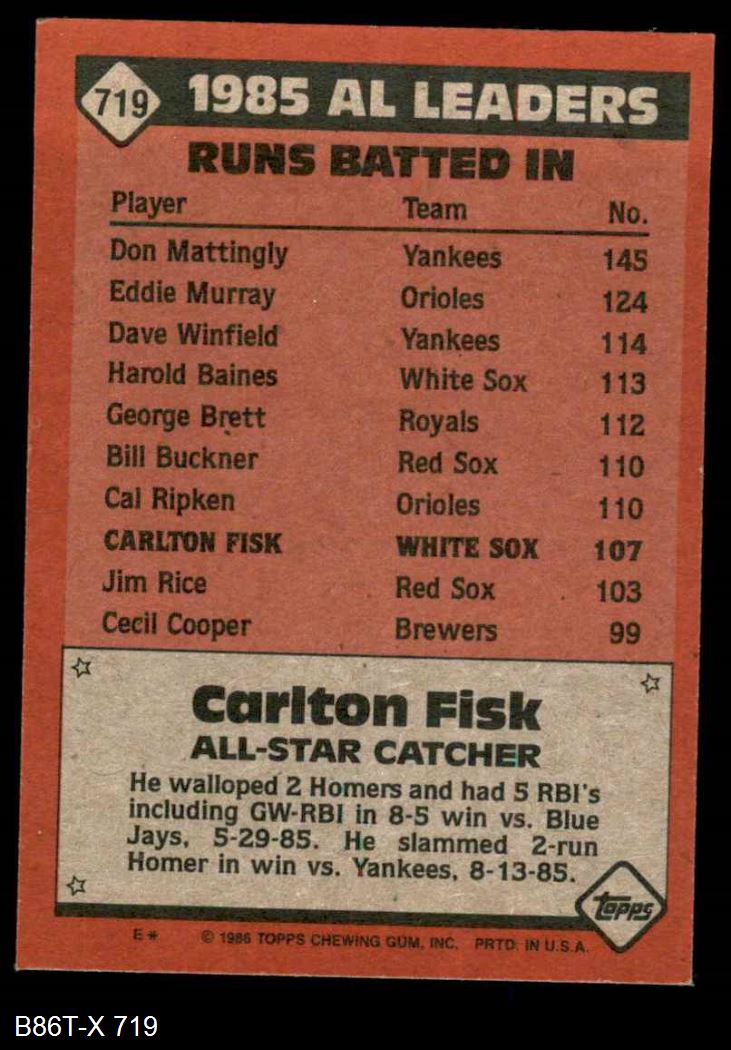 719 1985 AL LEADERS
RUNS BATTED IN
Player Team No.
Don Mattingly Yankees 145
Eddie Murray Orioles 124
Dave Winfield Yankees 114
Harold Baines White Sox 113
George Brett Royals 112
Bill Buckner Red Sox 110
Cal Ripken Orioles 110
CARLTON FISK WHITE SOX 107
Jim Rice Red Sox 103
Cecil Cooper Brewers 99
Carlton Fisk
ALL-STAR CATCHER
He walloped 2 Homers and had 5 RBI's
including GW-RBI in 8-5 win vs. Blue
Jays, 5-29-85. He slammed 2-run
Homer in win vs. Yankees, 8-13-85.
topps
E* © 1986 TOPPS CHEWING GUM, INC. PRTD. IN U.S.A.
B86T-X 719